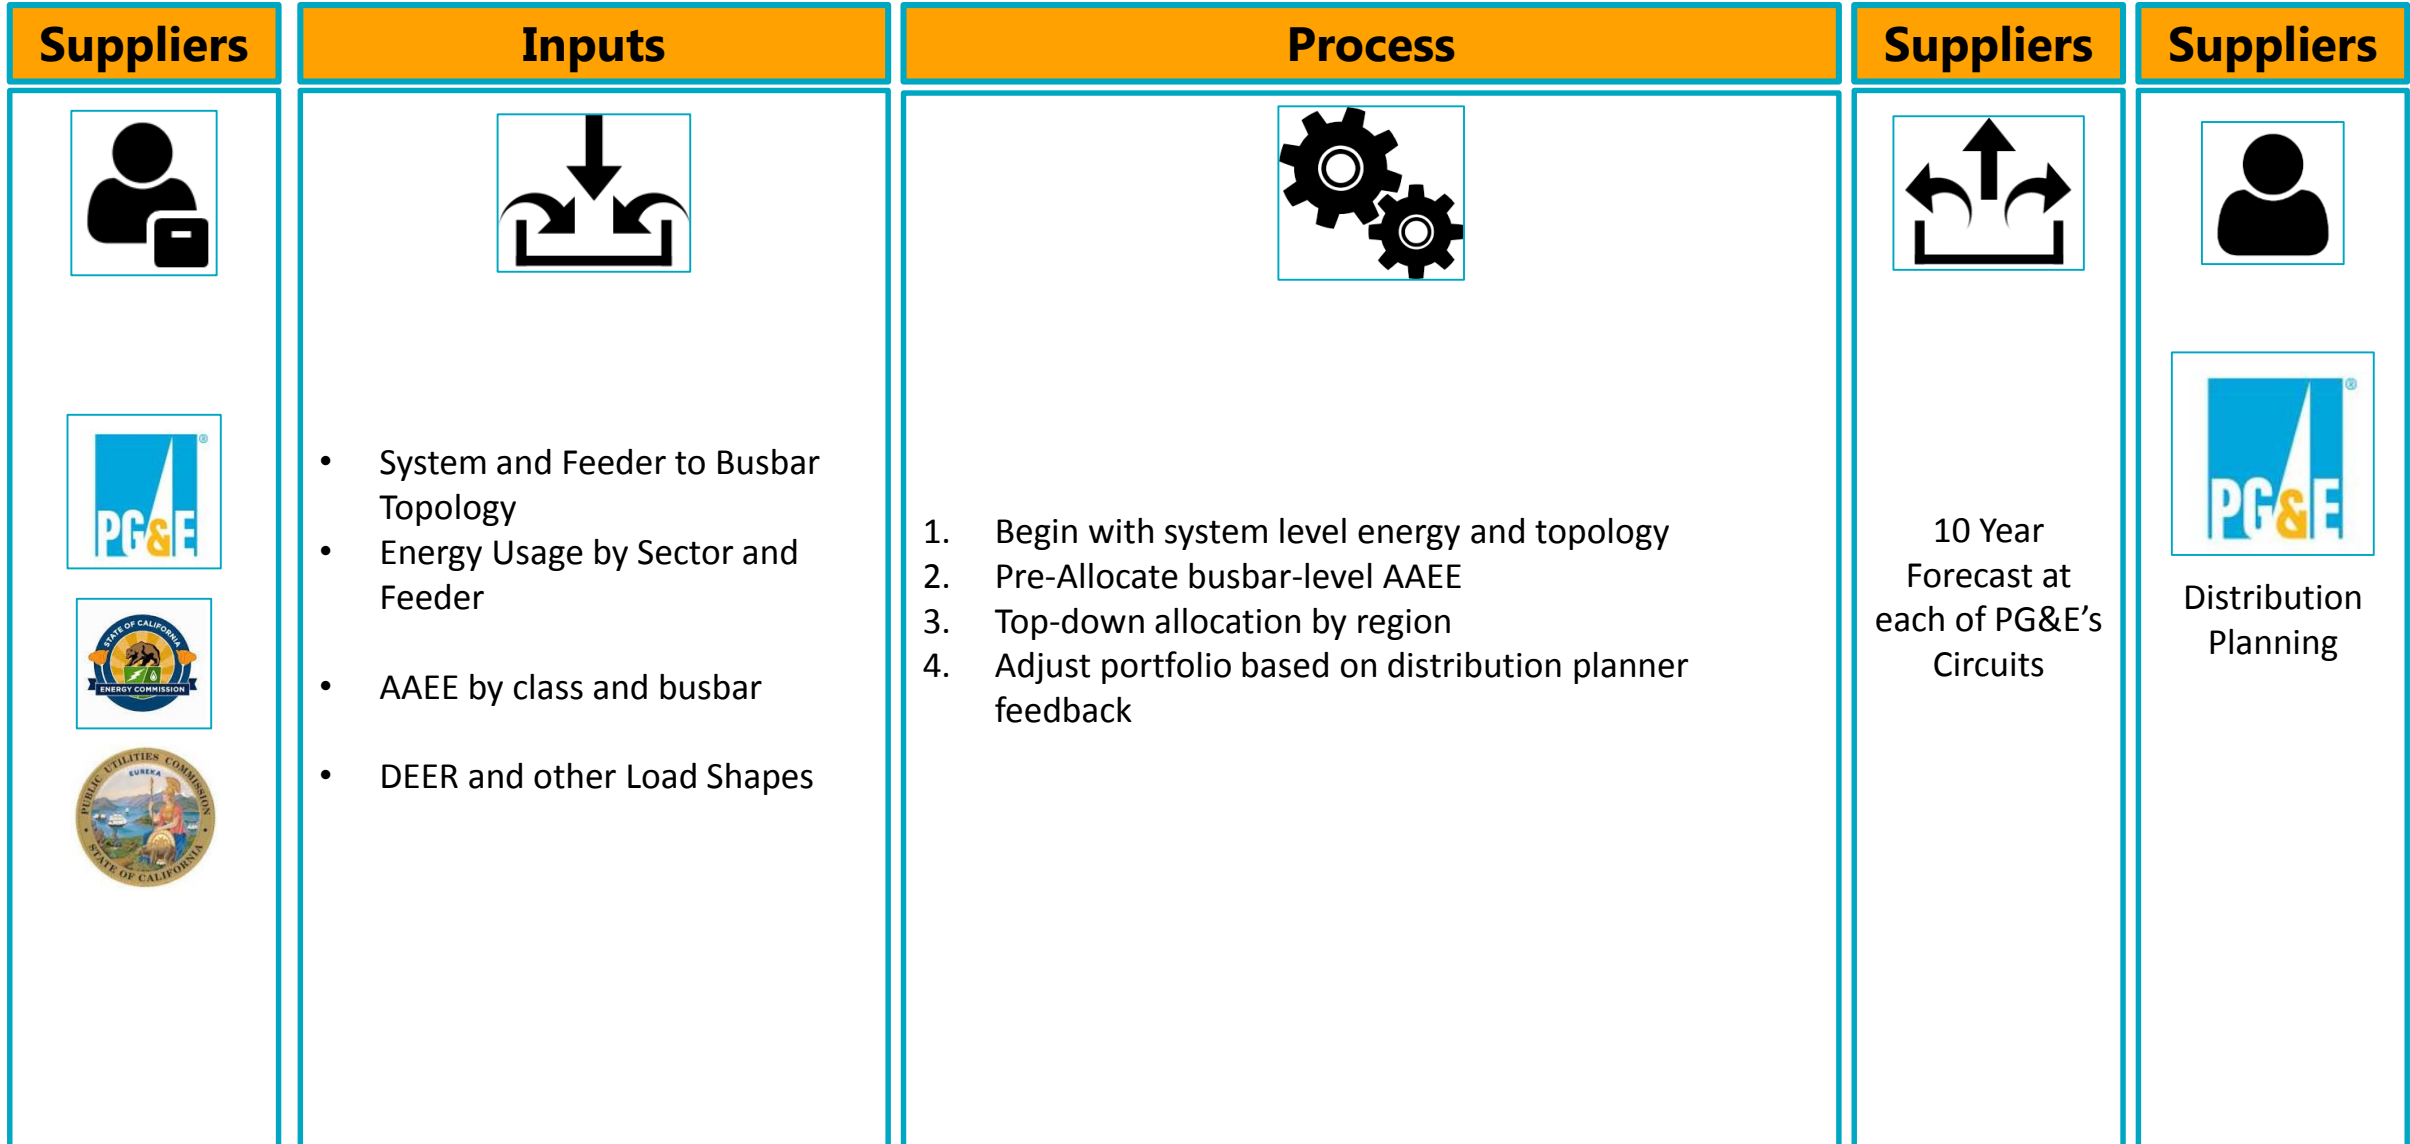 Suppliers
Inputs
Process
Suppliers
Suppliers
PG&E
®
STATE OF CALIFORNIA
ENERGY COMMISSION
PUBLIC UTILITIES COMMISSION
EUREKA
STATE OF CALIFORNIA
• System and Feeder to Busbar
Topology
• Energy Usage by Sector and
Feeder
• AAEE by class and busbar
• DEER and other Load Shapes
1. Begin with system level energy and topology
2. Pre-Allocate busbar-level AAEE
3. Top-down allocation by region
4. Adjust portfolio based on distribution planner
feedback
10 Year
Forecast at
each of PG&E’s
Circuits
PG&E
®
Distribution
Planning